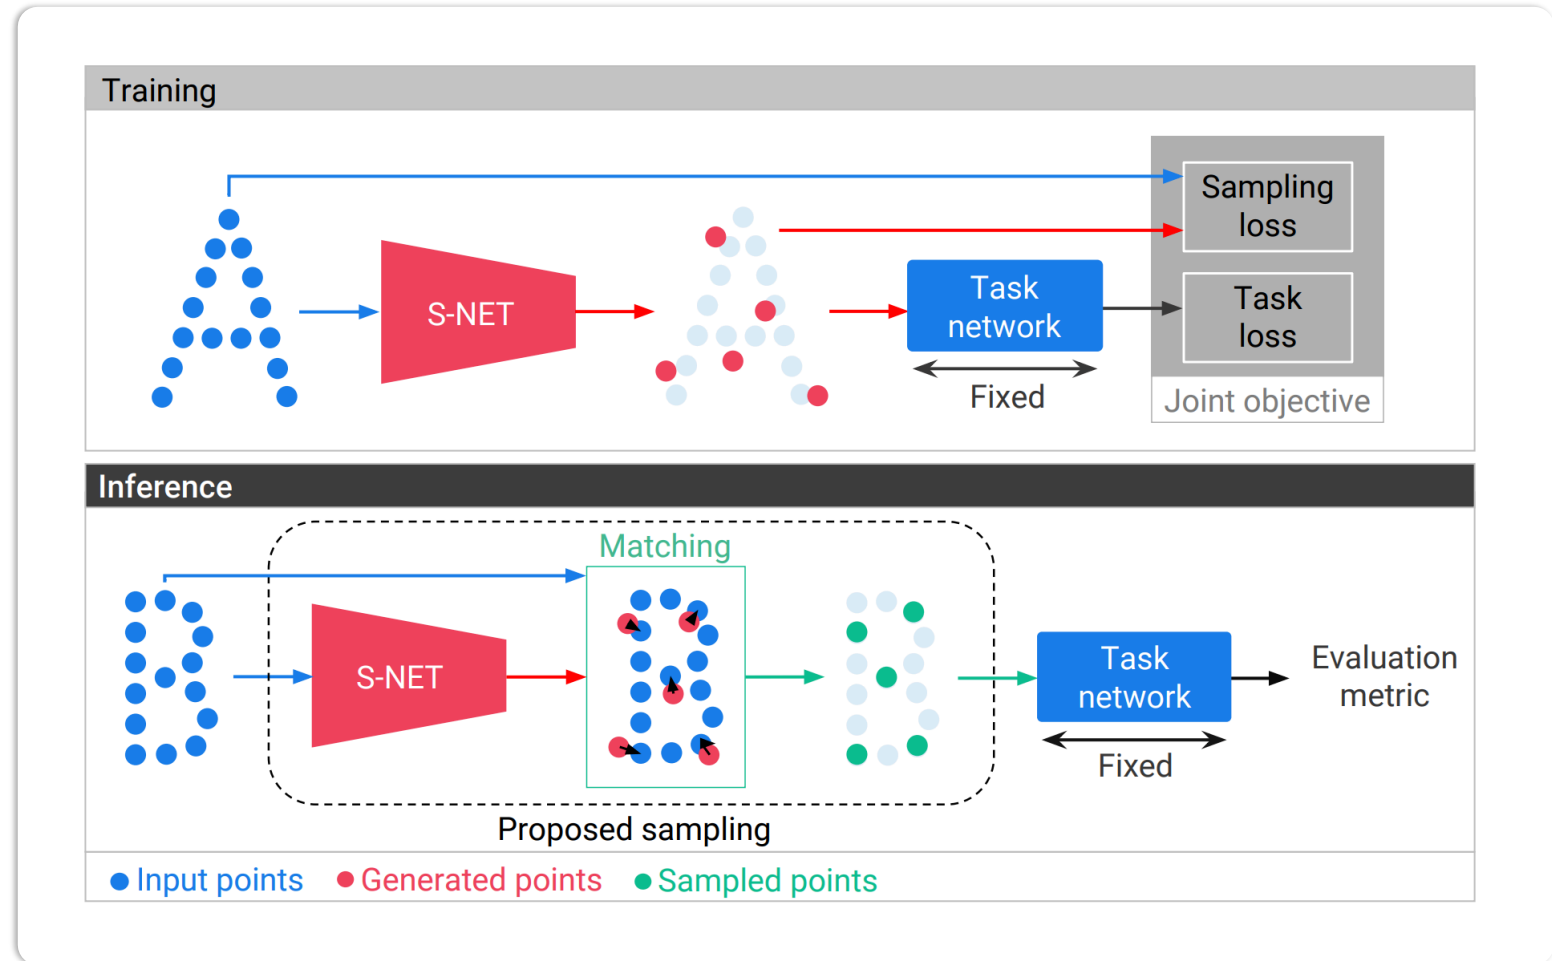 Training
Sampling
loss
S-NET
Task
network
Task
loss
Fixed
Joint objective
Inference
Matching
S-NET
Task
network
Evaluation
metric
Fixed
Proposed sampling
Input points
Generated points
Sampled points